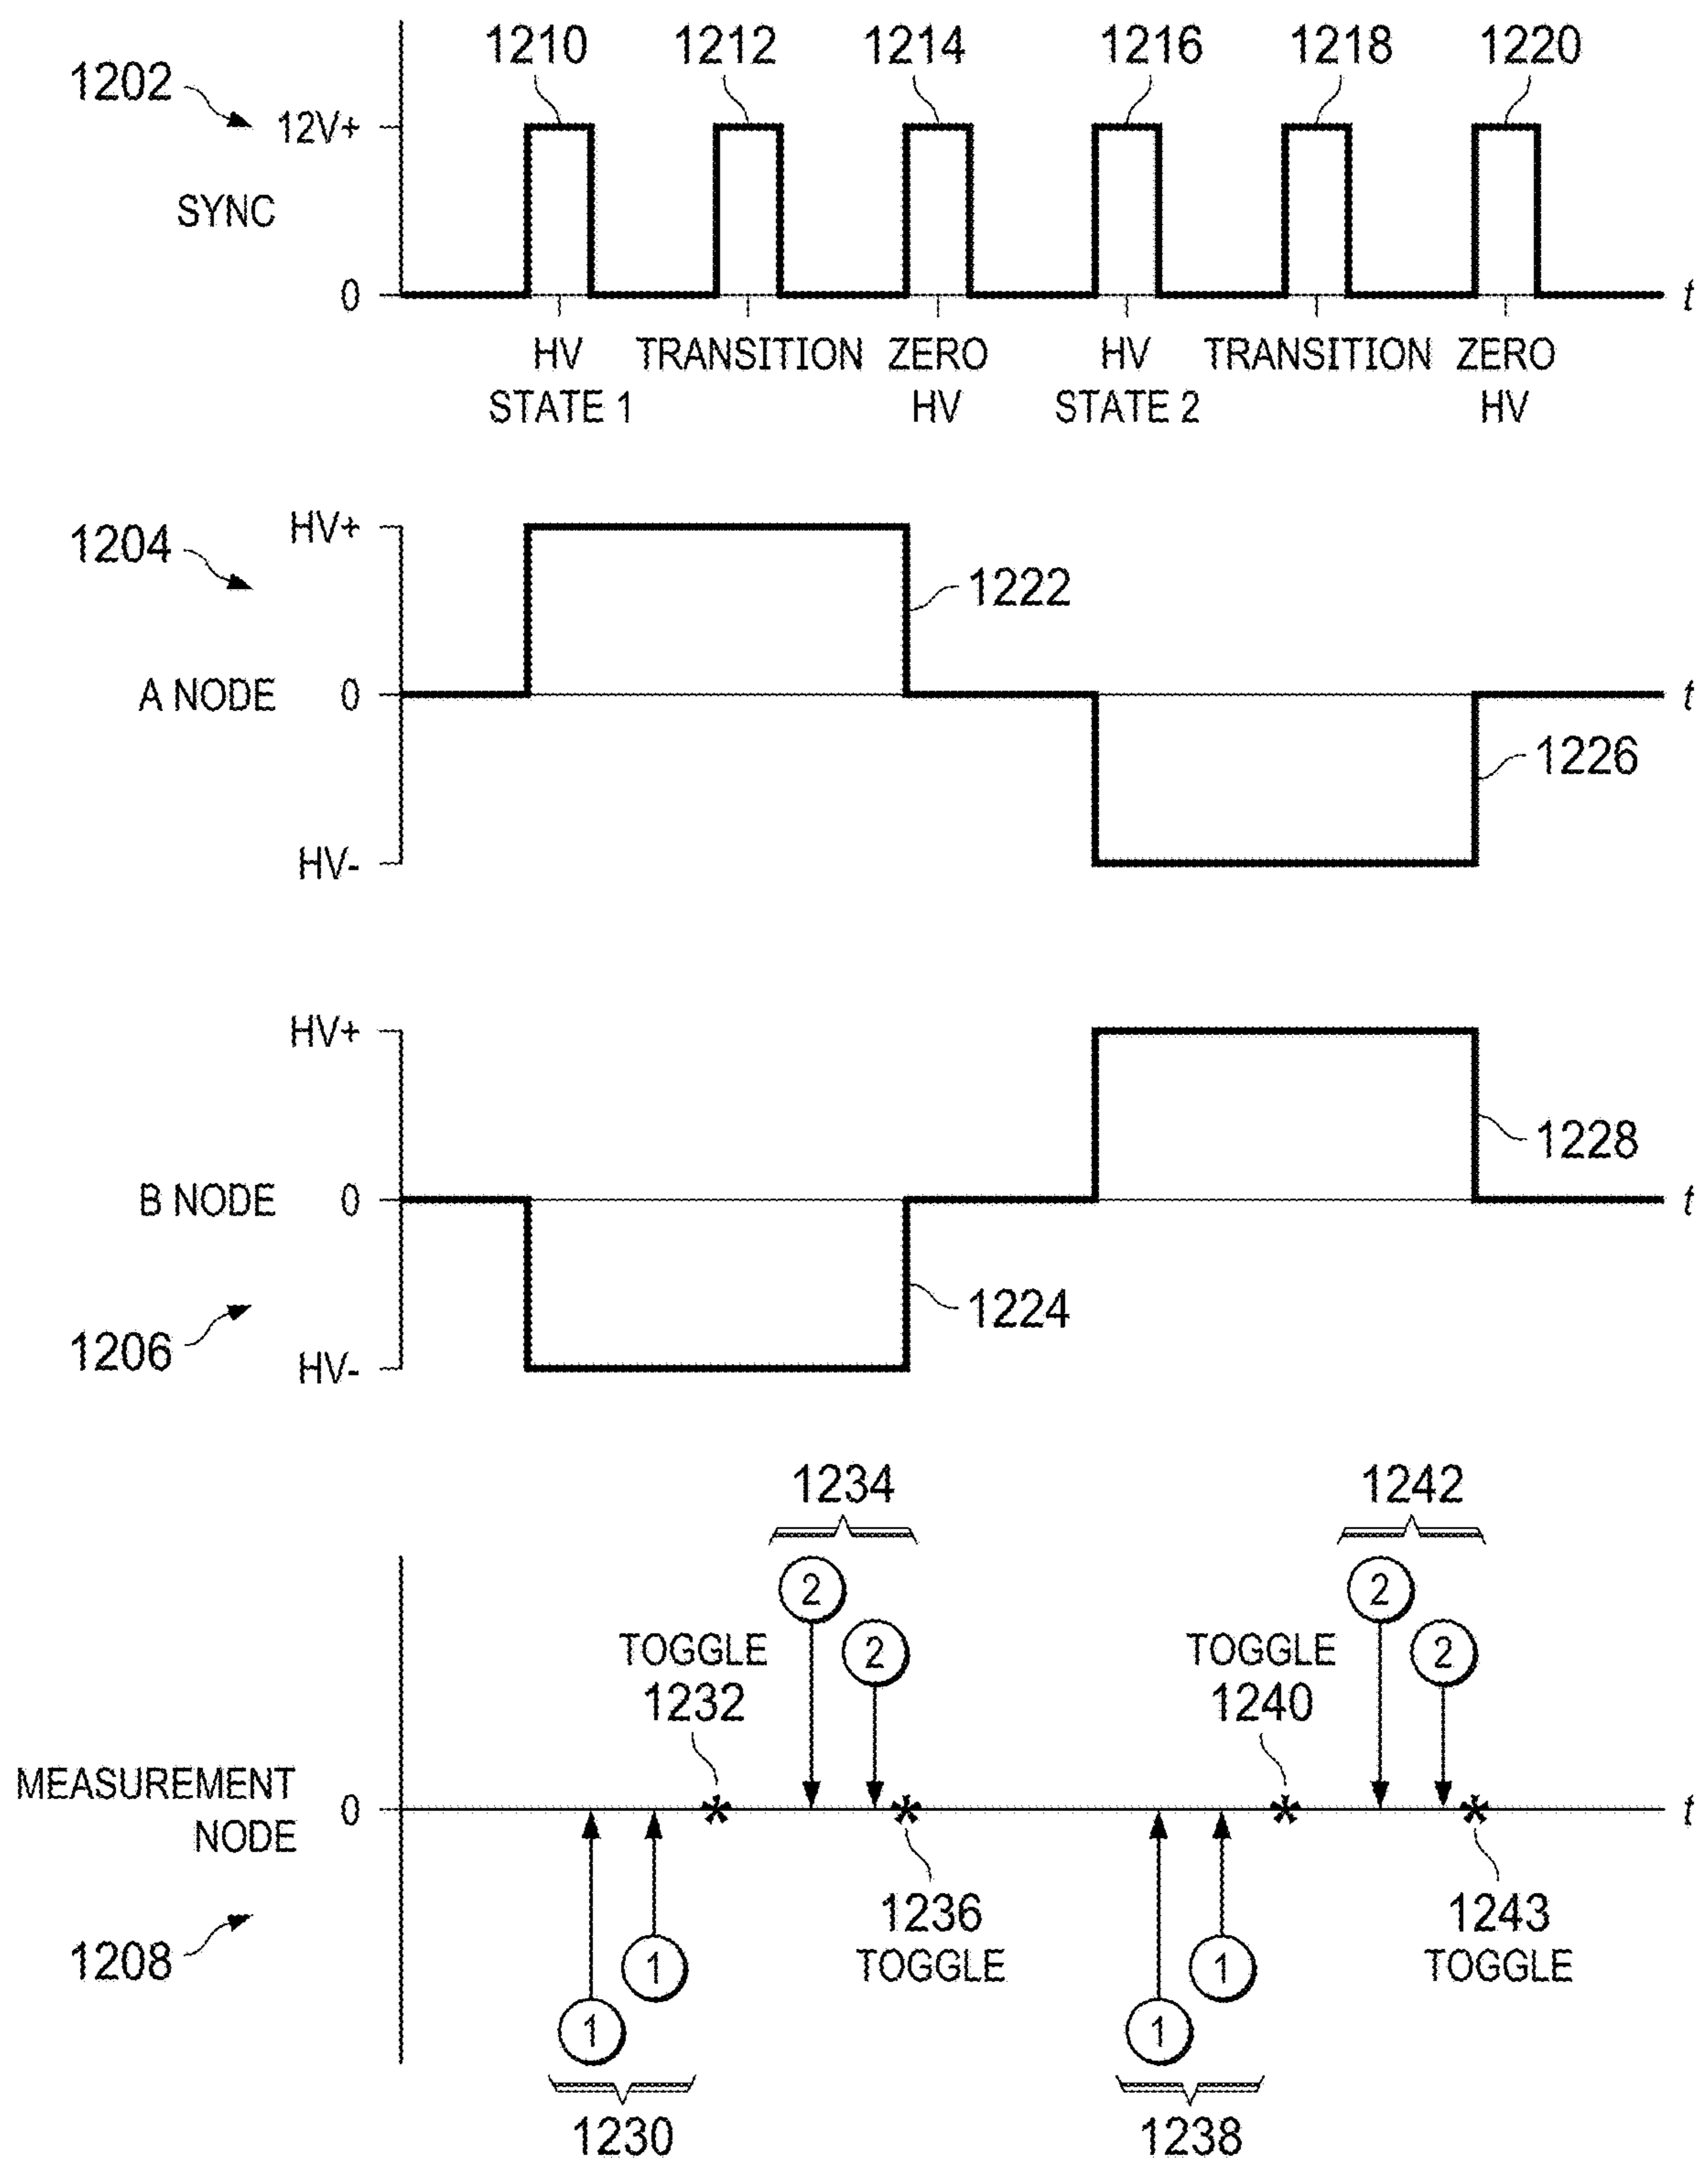 1210 1212 1214 1216 1218 1220
1202
12V+
SYNC
0
t
HV STATE 1
TRANSITION
ZERO HV
HV STATE 2
TRANSITION
ZERO HV
1204
HV+
1222
A NODE
0
t
1226
HV-
HV+
1228
B NODE
0
t
1224
1206
HV-
1234
1242
2
2
2
2
TOGGLE
1232
TOGGLE
1240
MEASUREMENT
NODE
0
t
1236
TOGGLE
1243
TOGGLE
1208
1
1
1
1
1230
1238